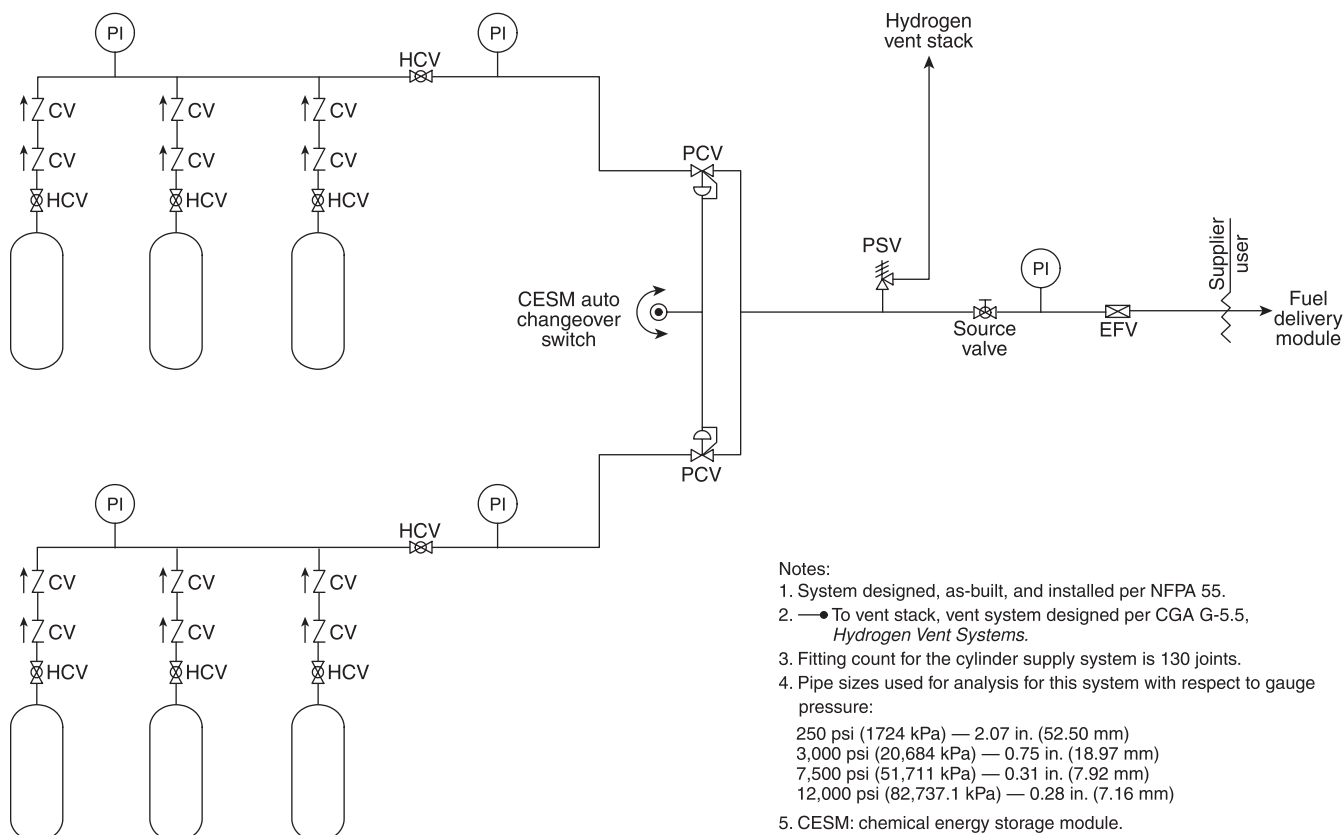 PI
PI
HCV
CV
CV
CV
CV
CV
CV
HCV
HCV
HCV
Hydrogen
vent stack
PCV
PSV
PI
Supplier
user
CESM auto
changeover
switch
Source
valve
EFV
Fuel
delivery
module
PCV
PI
PI
HCV
CV
CV
CV
CV
CV
CV
HCV
HCV
HCV
Notes:
1. System designed, as-built, and installed per NFPA 55.
2. To vent stack, vent system designed per CGA G-5.5,
Hydrogen Vent Systems.
3. Fitting count for the cylinder supply system is 130 joints.
4. Pipe sizes used for analysis for this system with respect to gauge
pressure:
250 psi (1724 kPa) — 2.07 in. (52.50 mm)
3,000 psi (20,684 kPa) — 0.75 in. (18.97 mm)
7,500 psi (51,711 kPa) — 0.31 in. (7.92 mm)
12,000 psi (82,737.1 kPa) — 0.28 in. (7.16 mm)
5. CESM: chemical energy storage module.